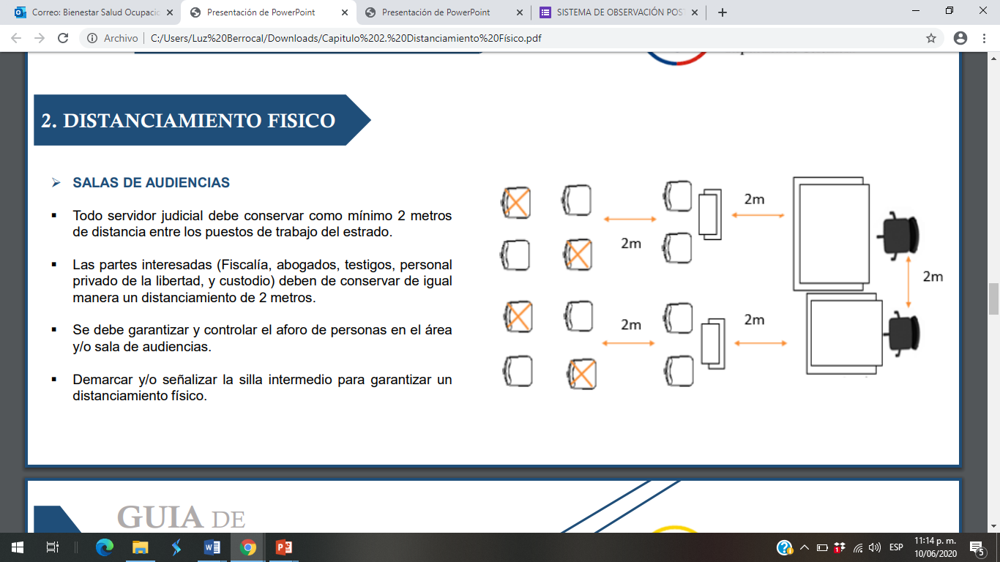 Correo: Bienestar Salud Ocupacio
Presentación de PowerPoint
Presentación de PowerPoint
SISTEMA DE OBSERVACIÓN POS
Archivo
C:/Users/Luz%20Berrocal/Downloads/Capitulo%202.%20Distanciamiento%20Físico.pdf
2. DISTANCIAMIENTO FISICO
SALAS DE AUDIENCIAS
Todo servidor judicial debe conservar como mínimo 2 metros
de distancia entre los puestos de trabajo del estrado.
Las partes interesadas (Fiscalía, abogados, testigos, personal
privado de la libertad, y custodio) deben de conservar de igual
manera un distanciamiento de 2 metros.
Se debe garantizar y controlar el aforo de personas en el área
y/o sala de audiencias.
Demarcar y/o señalizar la silla intermedio para garantizar un
distanciamiento físico.
2m
2m
2m
2m
2m
GUIA DE
ESP
11:14 p. m.
10/06/2020
5